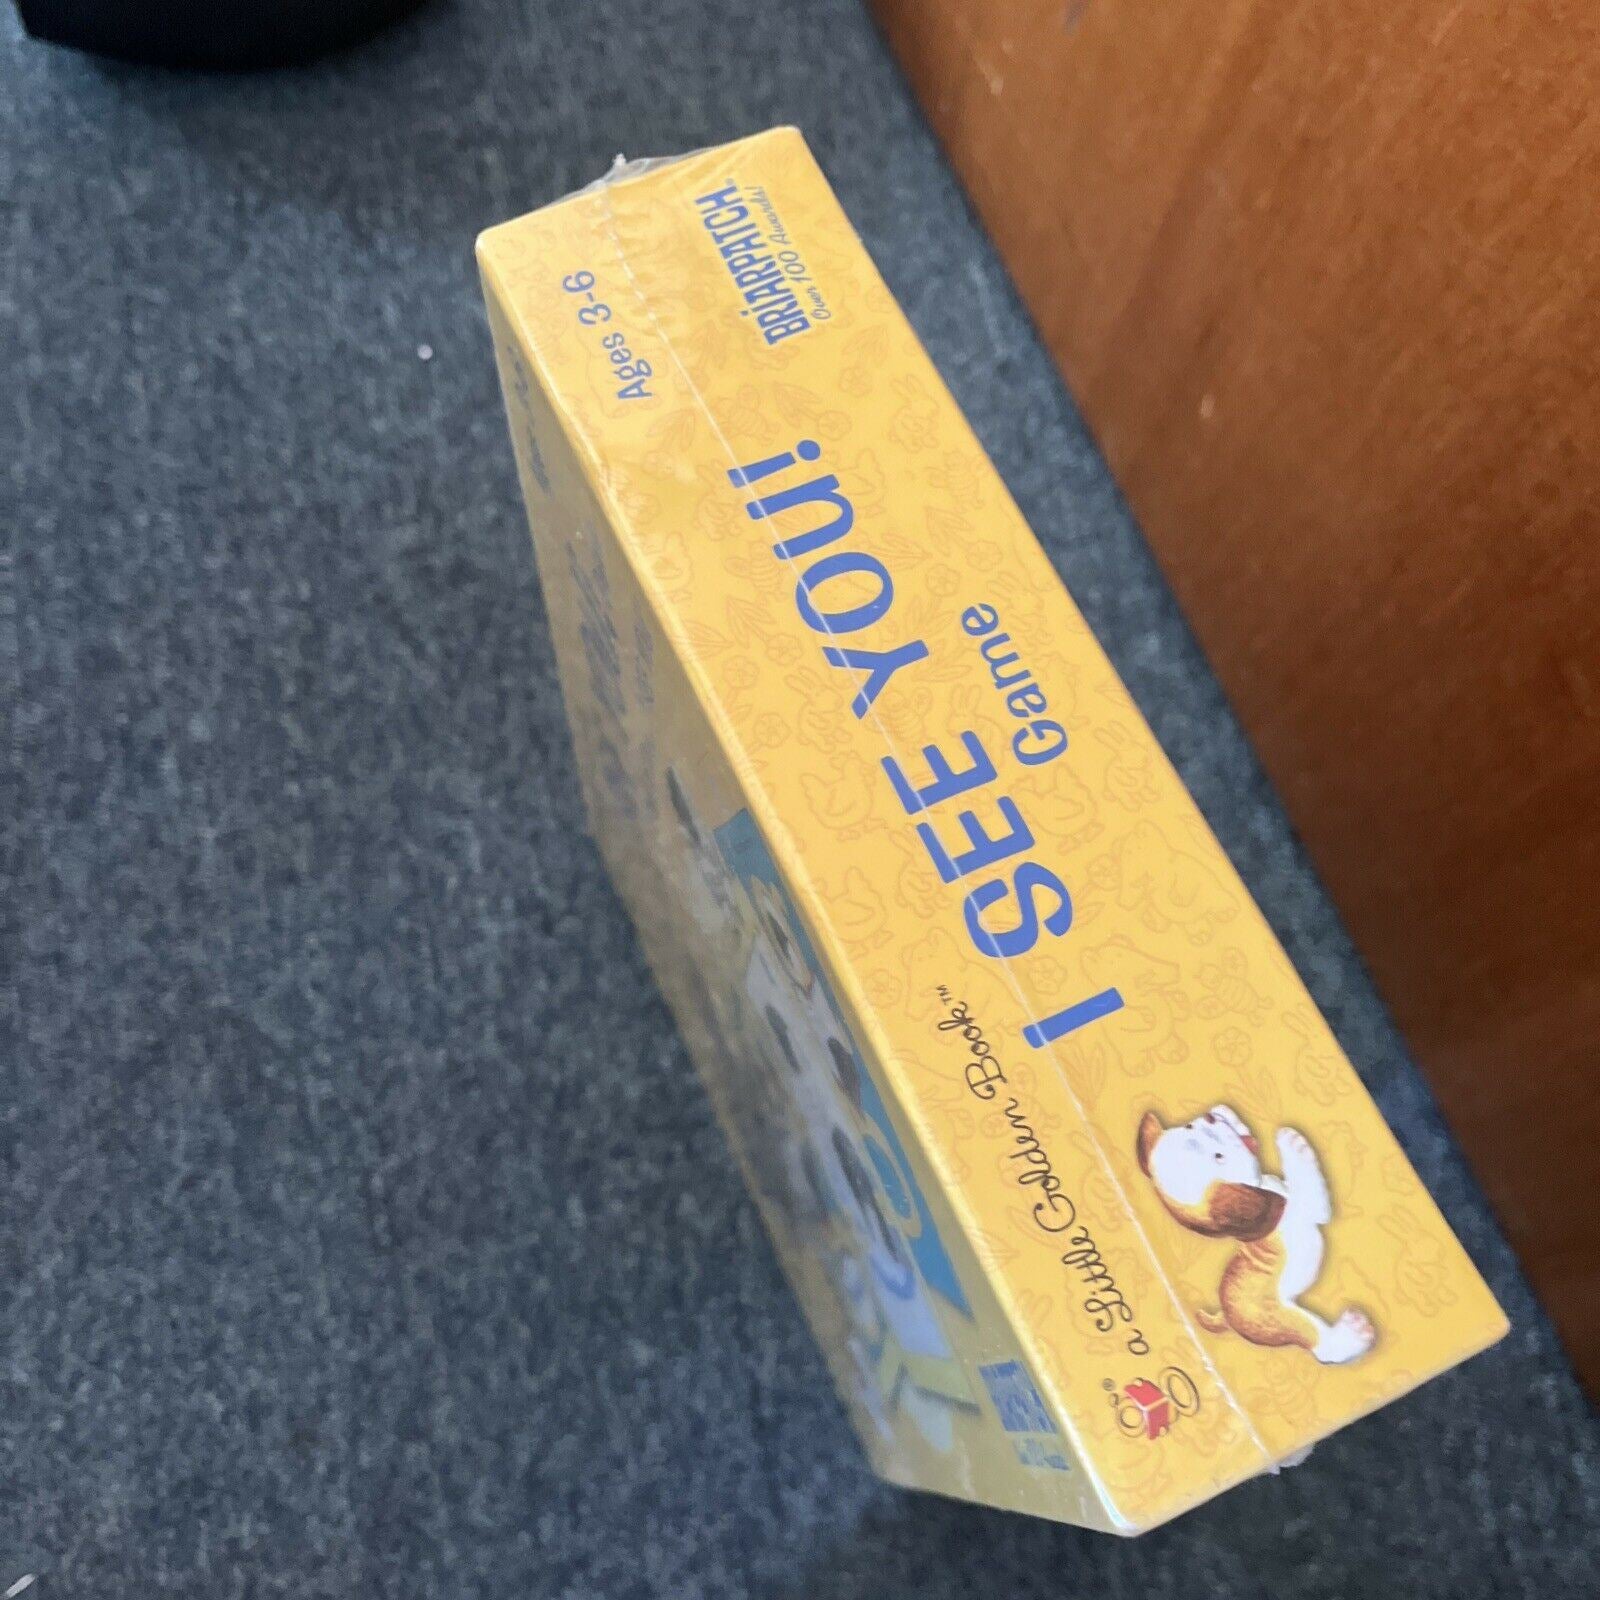 a Little Golden Book™
I SEE YOU!
Game
Ages 3-6
BRIARPATCH®
Over 100 Awards!